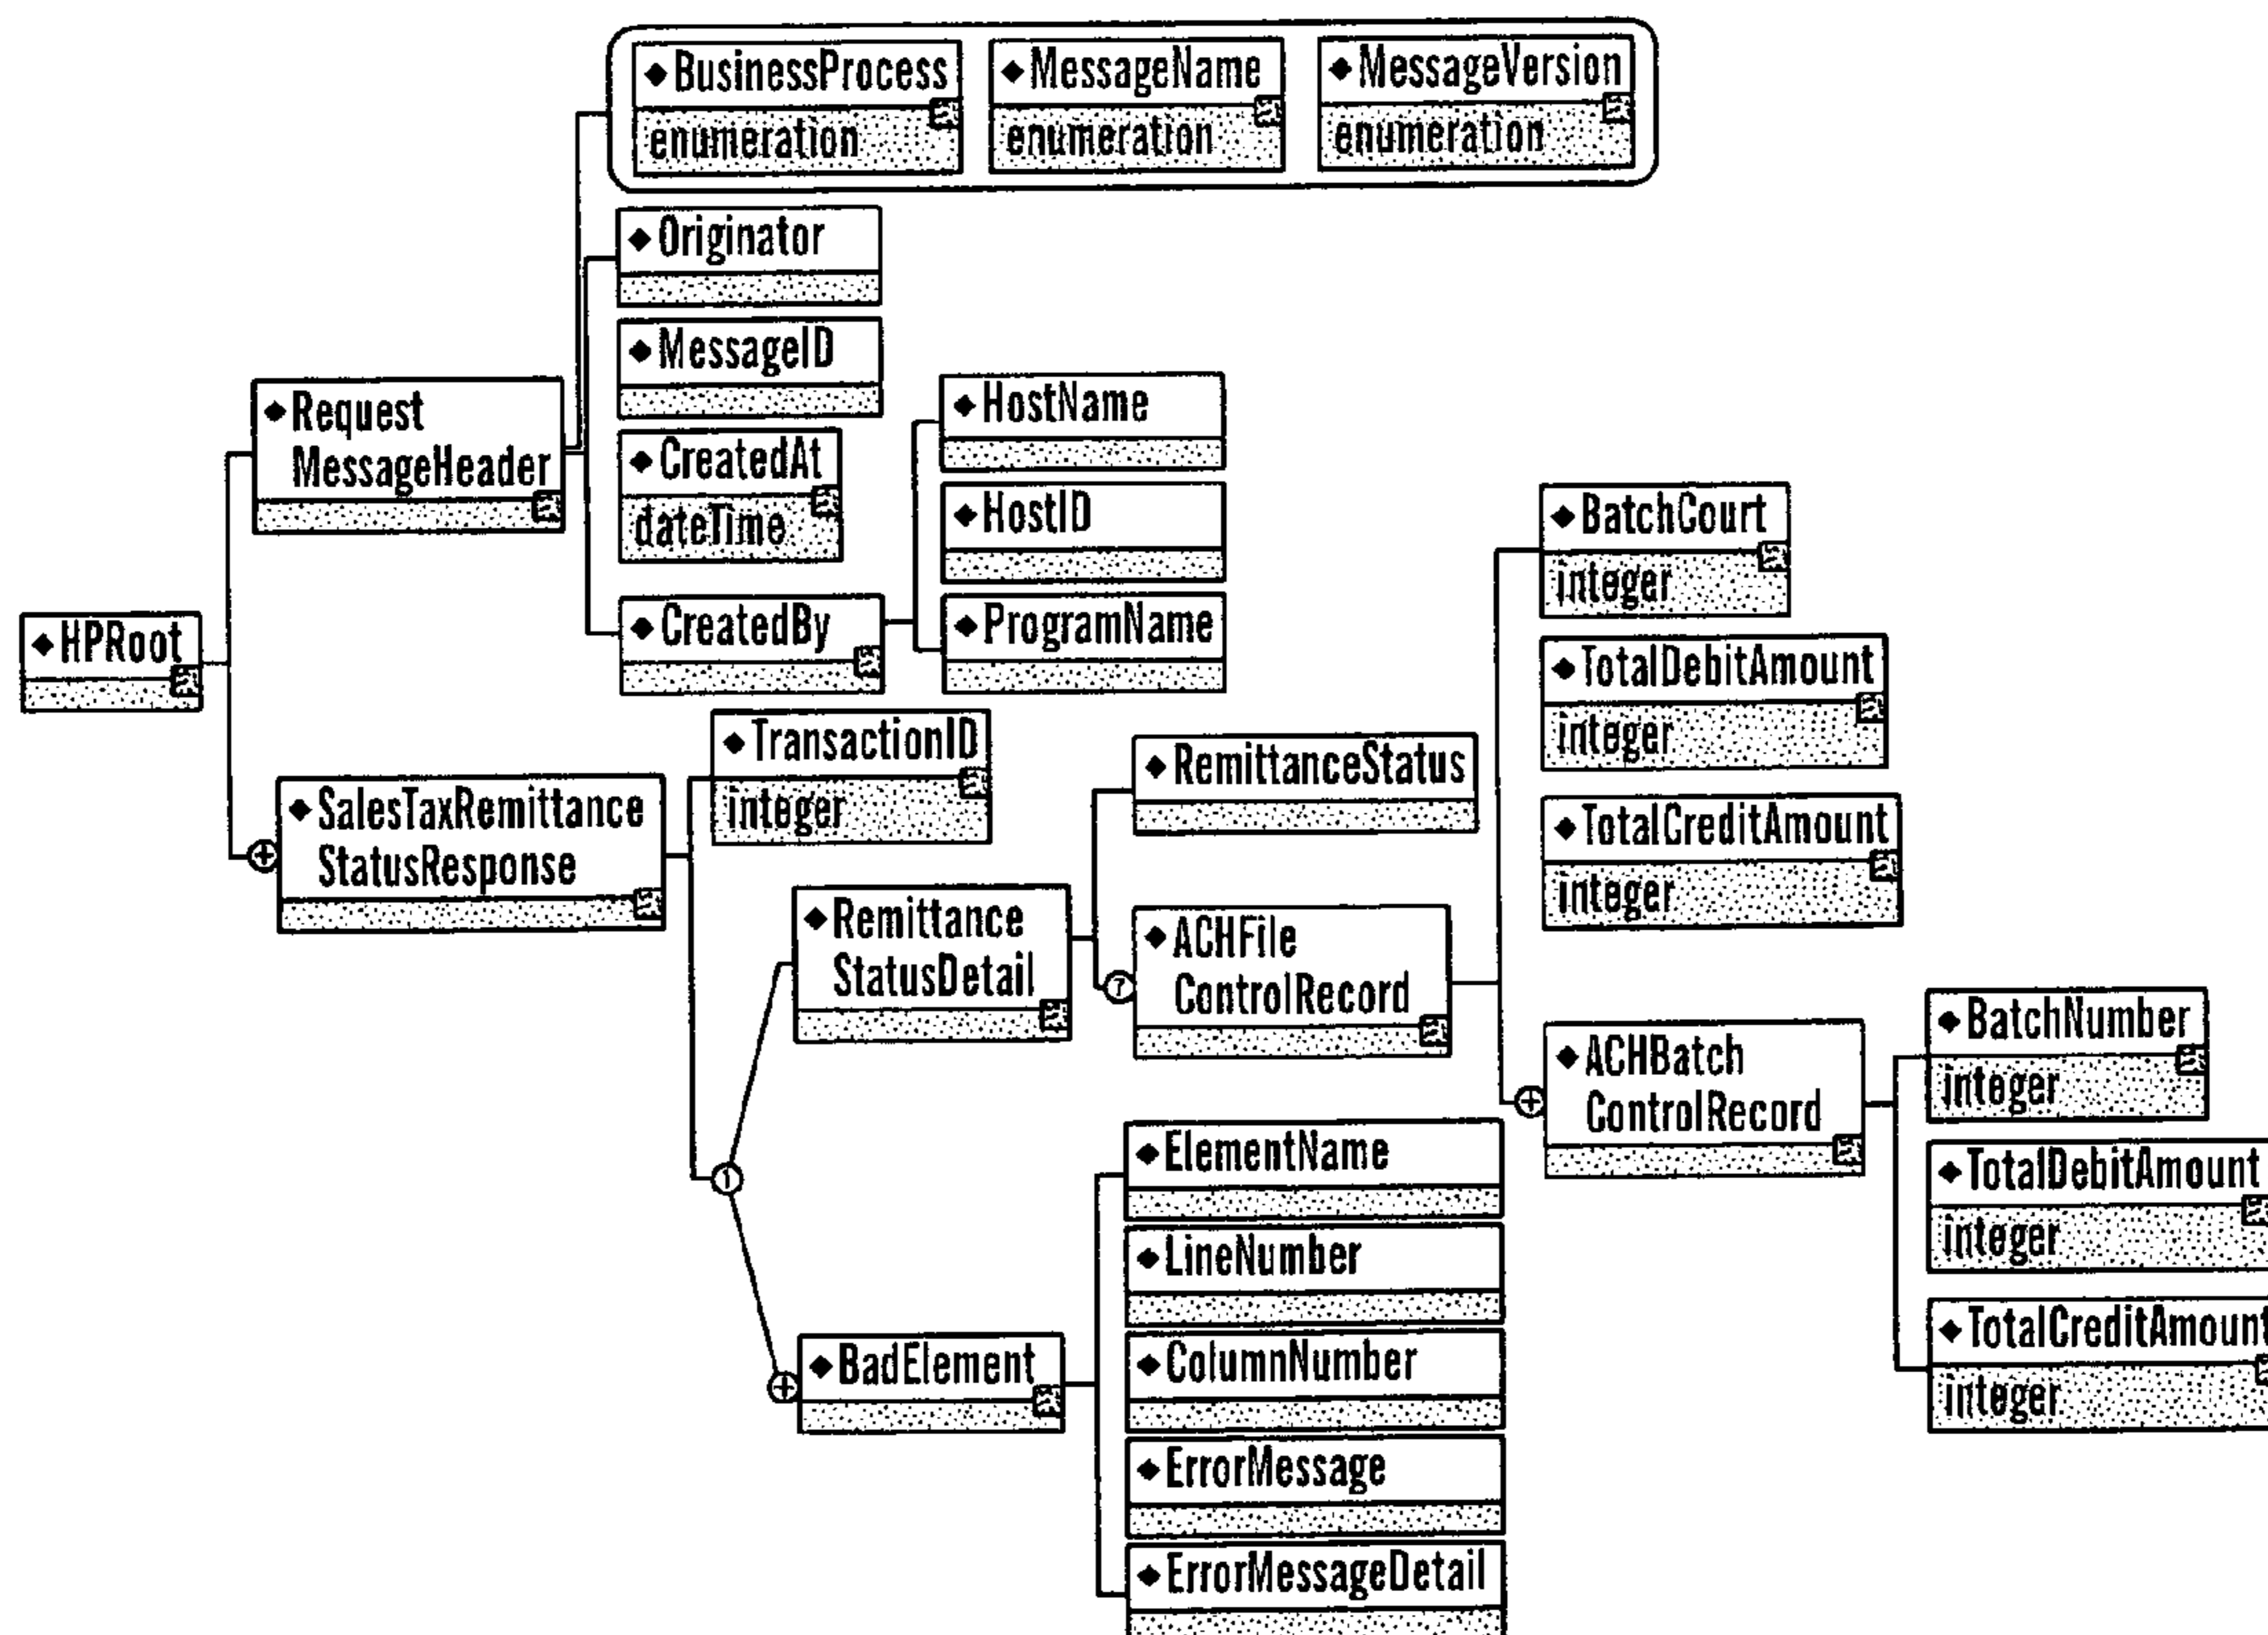 ◆BusinessProcess
enumeration
◆MessageName
enumeration
◆MessageVersion
enumeration
◆Originator
◆MessageID
◆CreatedAt
dateTime
◆CreatedBy
◆HostName
◆HostID
◆ProgramName
◆Request
MessageHeader
◆HPRoot
◆SalesTaxRemittance
StatusResponse
+
◆TransactionID
integer
1
◆Remittance
StatusDetail
◆RemittanceStatus
?
◆ACHFile
ControlRecord
◆BatchCourt
integer
◆TotalDebitAmount
integer
◆TotalCreditAmount
integer
+
◆ACHBatch
ControlRecord
◆BatchNumber
integer
◆TotalDebitAmount
integer
◆TotalCreditAmount
integer
+
◆BadElement
◆ElementName
◆LineNumber
◆ColumnNumber
◆ErrorMessage
◆ErrorMessageDetail